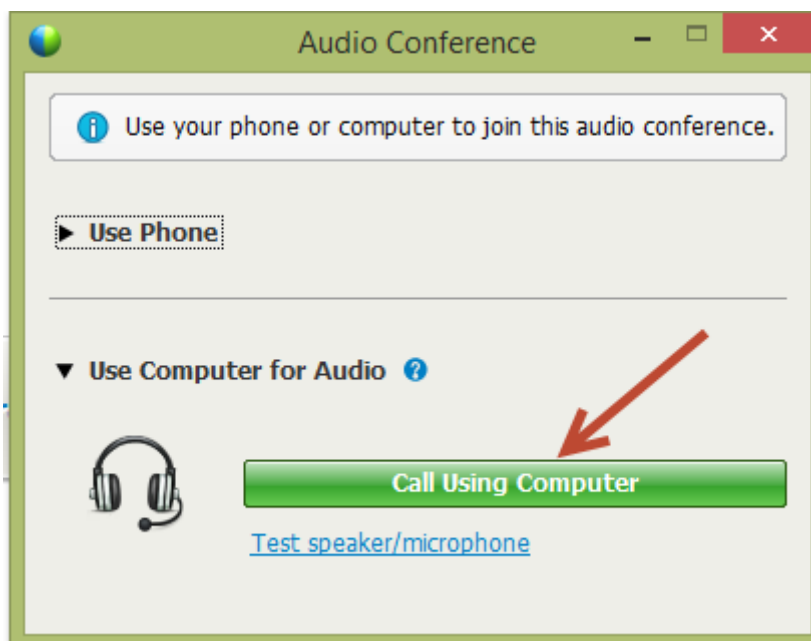 Audio Conference
Use your phone or computer to join this audio conference.
Use Phone
Use Computer for Audio
Call Using Computer
Test speaker/microphone